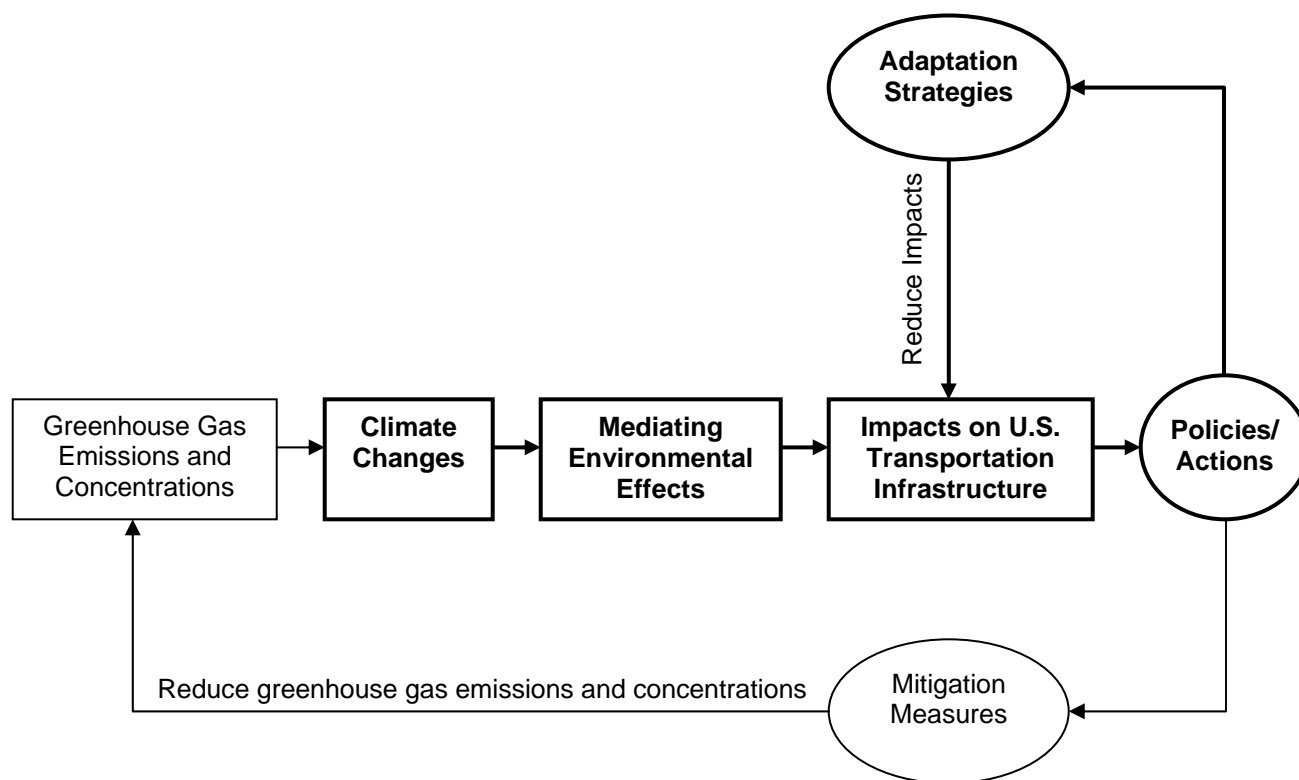 Adaptation
Strategies
Reduce Impacts
Greenhouse Gas
Emissions and
Concentrations
Climate
Changes
Mediating
Environmental
Effects
Impacts on U.S.
Transportation
Infrastructure
Policies/
Actions
Reduce greenhouse gas emissions and concentrations
Mitigation
Measures